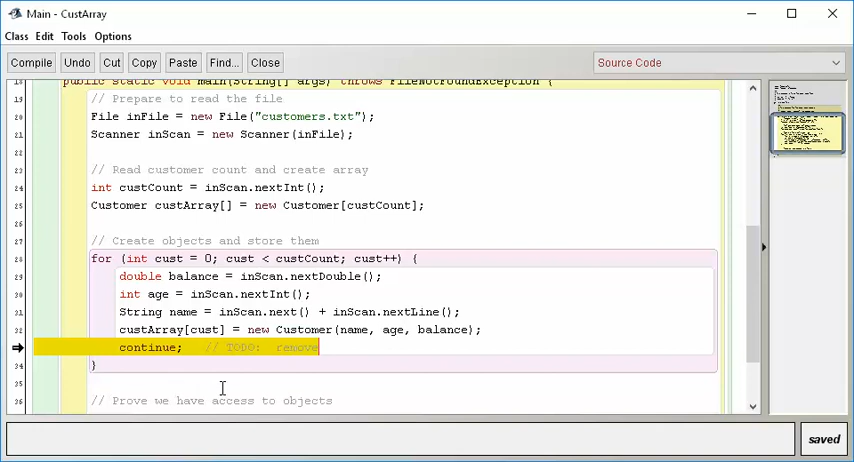 Main - CustArray
Class Edit Tools Options
Compile Undo Cut Copy Paste Find... Close Source Code
18 public static void main(String[] args) throws FileNotFoundException {
19 // Prepare to read the file
20 File inFile = new File("customers.txt");
21 Scanner inScan = new Scanner(inFile);
22
23 // Read customer count and create array
24 int custCount = inScan.nextInt();
25 Customer custArray[] = new Customer[custCount];
26
27 // Create objects and store them
28 for (int cust = 0; cust < custCount; cust++) {
29 double balance = inScan.nextDouble();
30 int age = inScan.nextInt();
31 String name = inScan.next() + inScan.nextLine();
32 custArray[cust] = new Customer(name, age, balance);
continue; // TODO: remove
34 }
35
36 // Prove we have access to objects
saved